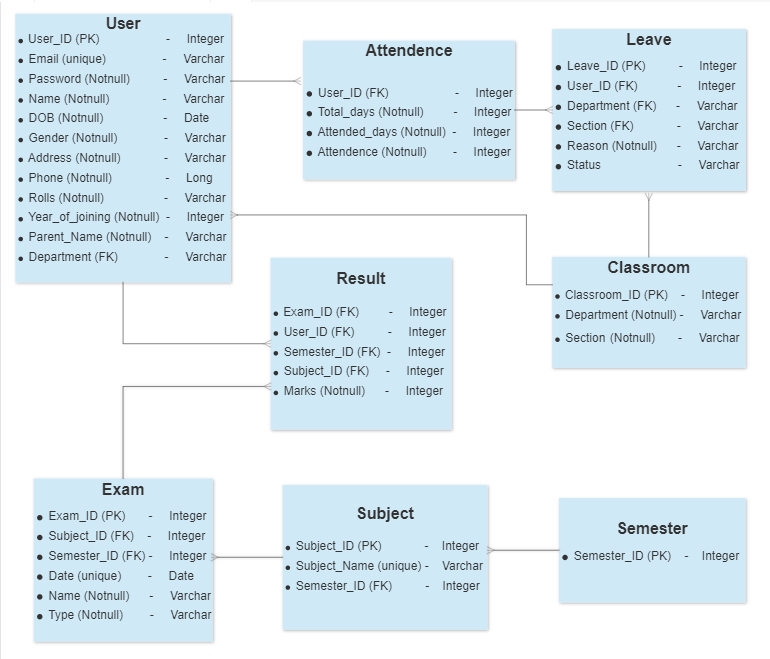 User
User_ID (PK) - Integer
Email (unique) - Varchar
Password (Notnull) - Varchar
Name (Notnull) - Varchar
DOB (Notnull) - Date
Gender (Notnull) - Varchar
Address (Notnull) - Varchar
Phone (Notnull) - Long
Rolls (Notnull) - Varchar
Year_of_joining (Notnull) - Integer
Parent_Name (Notnull) - Varchar
Department (FK) - Varchar
Attendence
User_ID (FK) - Integer
Total_days (Notnull) - Integer
Attended_days (Notnull) - Integer
Attendence (Notnull) - Integer
Leave
Leave_ID (PK) - Integer
User_ID (FK) - Integer
Department (FK) - Varchar
Section (FK) - Varchar
Reason (Notnull) - Varchar
Status - Varchar
Result
Exam_ID (FK) - Integer
User_ID (FK) - Integer
Semester_ID (FK) - Integer
Subject_ID (FK) - Integer
Marks (Notnull) - Integer
Classroom
Classroom_ID (PK) - Integer
Department (Notnull) - Varchar
Section (Notnull) - Varchar
Exam
Exam_ID (PK) - Integer
Subject_ID (FK) - Integer
Semester_ID (FK) - Integer
Date (unique) - Date
Name (Notnull) - Varchar
Type (Notnull) - Varchar
Subject
Subject_ID (PK) - Integer
Subject_Name (unique) - Varchar
Semester_ID (FK) - Integer
Semester
Semester_ID (PK) - Integer